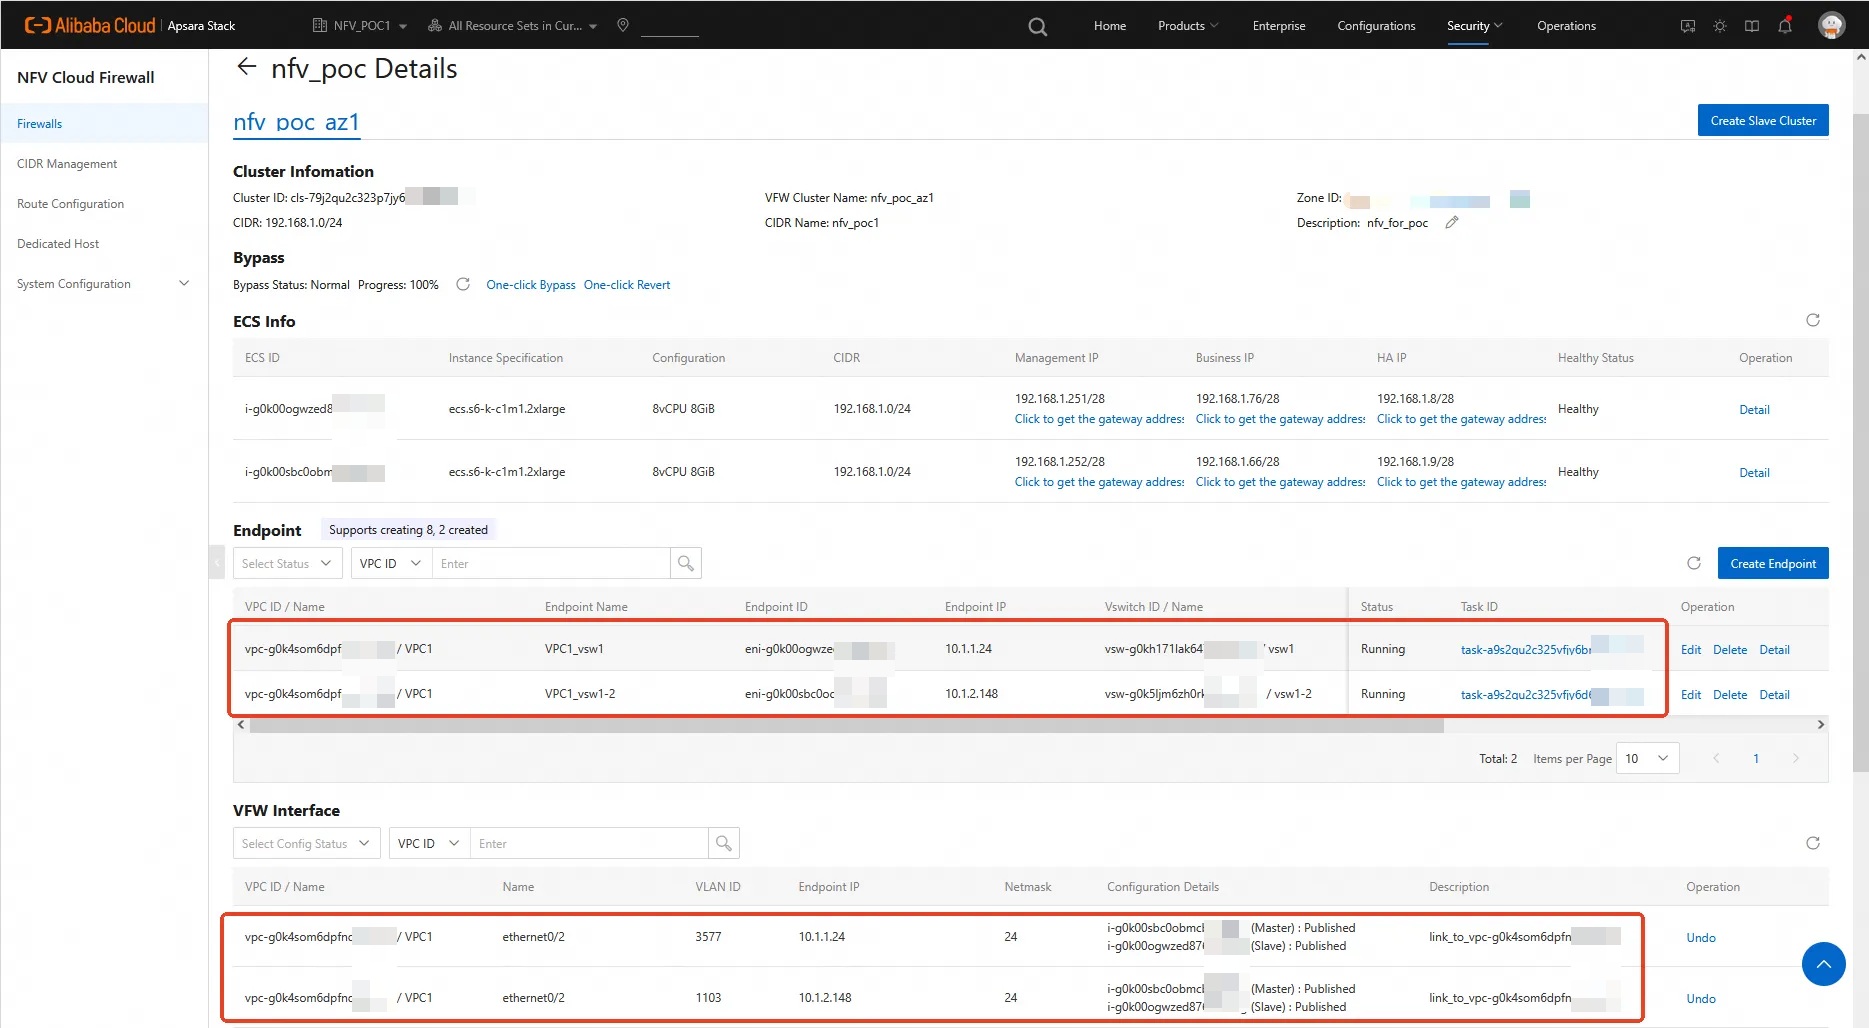 Alibaba Cloud | Apsara Stack NFV_POC1 All Resource Sets in Cur... Home Products Enterprise Configurations Security Operations
NFV Cloud Firewall
Firewalls
CIDR Management
Route Configuration
Dedicated Host
System Configuration
nfv_poc Details
nfv_poc_az1
Create Slave Cluster
Cluster Infomation
Cluster ID: cls-79j2qu2c323p7jy6 VFW Cluster Name: nfv_poc_az1 Zone ID:
CIDR: 192.168.1.0/24 CIDR Name: nfv_poc1 Description: nfv_for_poc
Bypass
Bypass Status: Normal Progress: 100% One-click Bypass One-click Revert
ECS Info
ECS ID Instance Specification Configuration CIDR Management IP Business IP HA IP Healthy Status Operation
i-g0k00ogwzed8 ecs.s6-k-c1m1.2xlarge 8vCPU 8GiB 192.168.1.0/24 192.168.1.251/28 192.168.1.76/28 192.168.1.8/28 Healthy Detail
Click to get the gateway address Click to get the gateway address Click to get the gateway address
i-g0k00sbc0obm ecs.s6-k-c1m1.2xlarge 8vCPU 8GiB 192.168.1.0/24 192.168.1.252/28 192.168.1.66/28 192.168.1.9/28 Healthy Detail
Click to get the gateway address Click to get the gateway address Click to get the gateway address
Endpoint Supports creating 8, 2 created
Select Status VPC ID Enter Create Endpoint
VPC ID / Name Endpoint Name Endpoint ID Endpoint IP Vswitch ID / Name Status Task ID Operation
vpc-g0k4som6dpf / VPC1 VPC1_vsw1 eni-g0k00ogwze 10.1.1.24 vsw-g0kh171lak64 / vsw1 Running task-a9s2qu2c325vfjy6br Edit Delete Detail
vpc-g0k4som6dpf / VPC1 VPC1_vsw1-2 eni-g0k00sbc0oc 10.1.2.148 vsw-g0k5ljm6zh0rk / vsw1-2 Running task-a9s2qu2c325vfjy6d6 Edit Delete Detail
Total: 2 Items per Page 10 1
VFW Interface
Select Config Status VPC ID Enter
VPC ID / Name Name VLAN ID Endpoint IP Netmask Configuration Details Description Operation
vpc-g0k4som6dpfnc / VPC1 ethernet0/2 3577 10.1.1.24 24 i-g0k00sbc0obmcl (Master) : Published link_to_vpc-g0k4som6dpfn Undo
i-g0k00ogwzed87 (Slave) : Published
vpc-g0k4som6dpfnc / VPC1 ethernet0/2 1103 10.1.2.148 24 i-g0k00sbc0obmcl (Master) : Published link_to_vpc-g0k4som6dpfn Undo
i-g0k00ogwzed87 (Slave) : Published